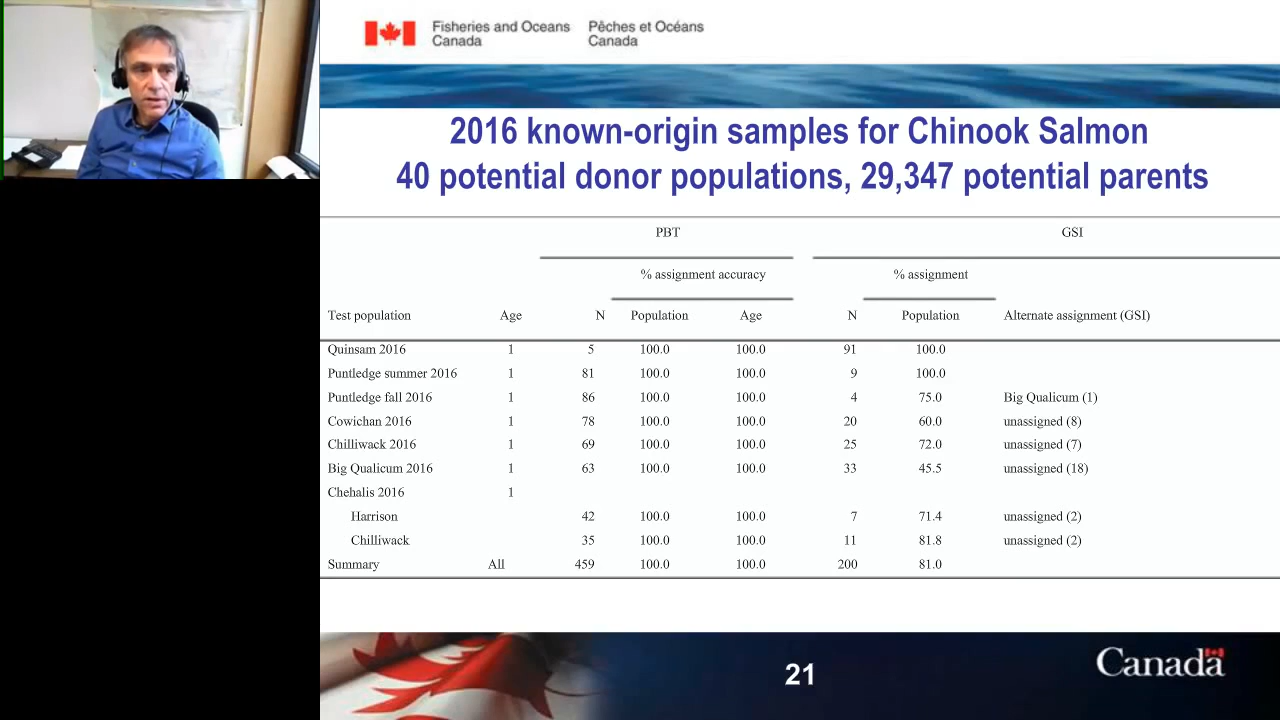 Fisheries and Oceans Pêches et Océans
Canada Canada
2016 known-origin samples for Chinook Salmon
40 potential donor populations, 29,347 potential parents
PBT GSI
% assignment accuracy % assignment
Test population Age N Population Age N Population Alternate assignment (GSI)
Quinsam 2016 1 5 100.0 100.0 91 100.0
Puntledge summer 2016 1 81 100.0 100.0 9 100.0
Puntledge fall 2016 1 86 100.0 100.0 4 75.0 Big Qualicum (1)
Cowichan 2016 1 78 100.0 100.0 20 60.0 unassigned (8)
Chilliwack 2016 1 69 100.0 100.0 25 72.0 unassigned (7)
Big Qualicum 2016 1 63 100.0 100.0 33 45.5 unassigned (18)
Chehalis 2016 1
Harrison 42 100.0 100.0 7 71.4 unassigned (2)
Chilliwack 35 100.0 100.0 11 81.8 unassigned (2)
Summary All 459 100.0 100.0 200 81.0
21
Canada